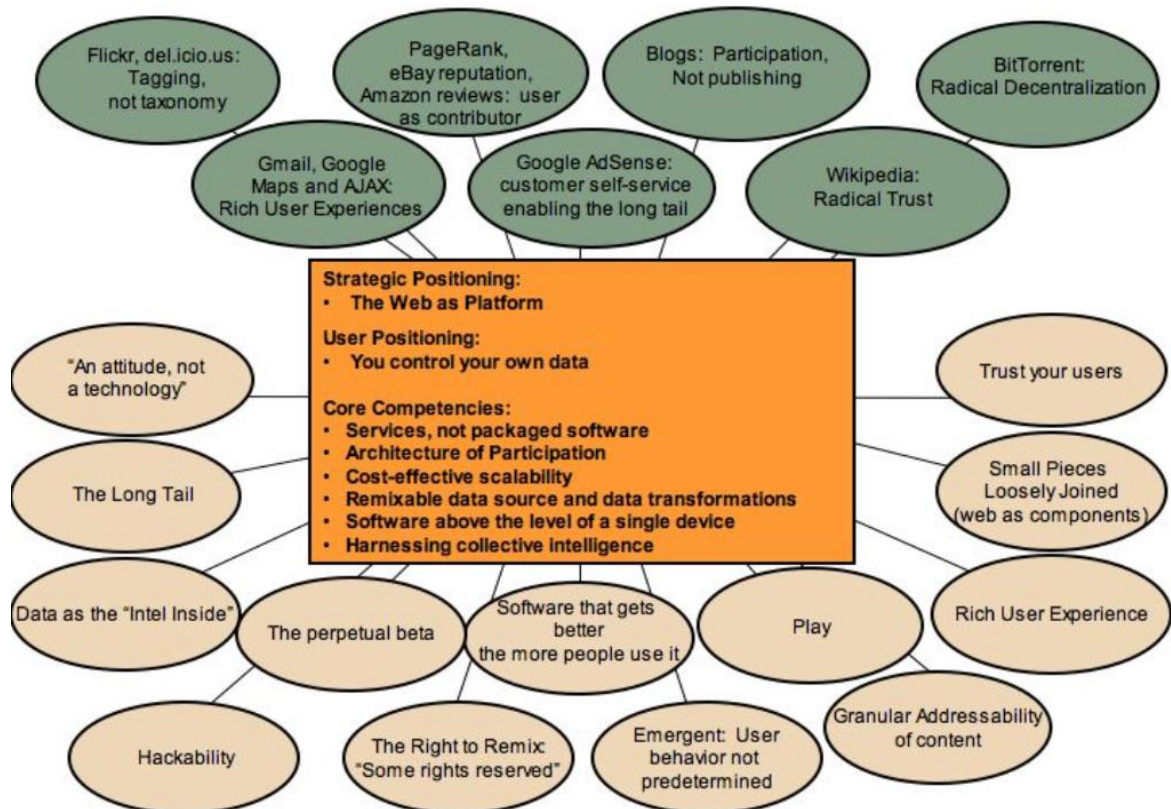 Flickr, del.icio.us:
Tagging,
not taxonomy
PageRank,
eBay reputation,
Amazon reviews: user
as contributor
Blogs: Participation,
Not publishing
BitTorrent:
Radical Decentralization
Gmail, Google
Maps and AJAX:
Rich User Experiences
Google AdSense:
customer self-service
enabling the long tail
Wikipedia:
Radical Trust
Strategic Positioning:
• The Web as Platform
User Positioning:
• You control your own data
Core Competencies:
• Services, not packaged software
• Architecture of Participation
• Cost-effective scalability
• Remixable data source and data transformations
• Software above the level of a single device
• Harnessing collective intelligence
“An attitude, not
a technology”
Trust your users
The Long Tail
Small Pieces
Loosely Joined
(web as components)
Data as the “Intel Inside”
The perpetual beta
Software that gets
better
the more people use it
Play
Rich User Experience
Hackability
The Right to Remix:
“Some rights reserved”
Emergent: User
behavior not
predetermined
Granular Addressability
of content